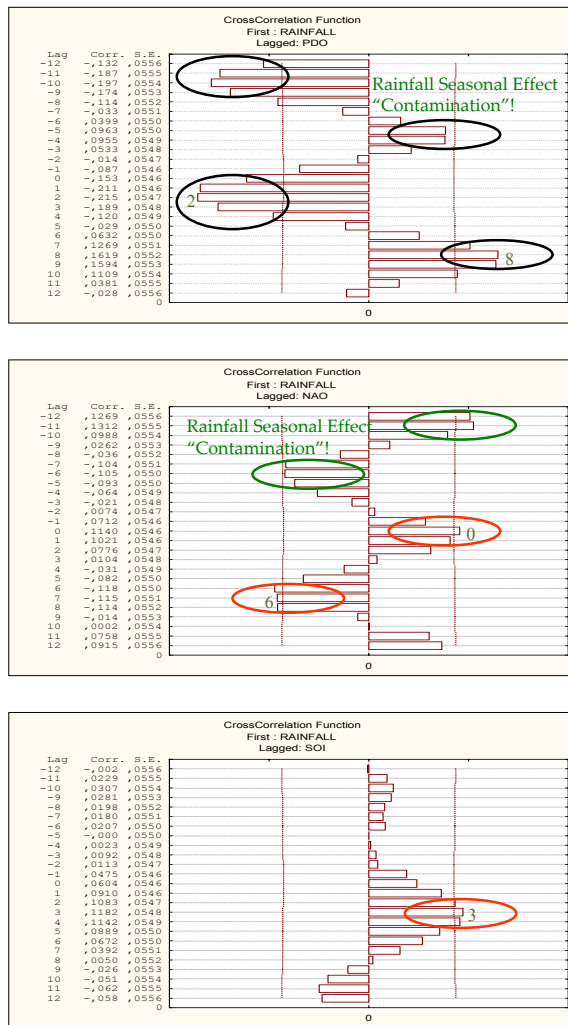 CrossCorrelation Function
First : RAINFALL
Lagged: PDO
Lag Corr. S.E.
-12 -,132 ,0556
-11 -,187 ,0555
-10 -,197 ,0554
-9 -,174 ,0553
-8 -,114 ,0552
-7 -,033 ,0551
-6 ,0399 ,0550
-5 ,0963 ,0550
-4 ,0955 ,0549
-3 ,0533 ,0548
-2 -,014 ,0547
-1 -,087 ,0546
0 -,153 ,0546
1 -,211 ,0546
2 -,215 ,0547
3 -,189 ,0548
4 -,120 ,0549
5 -,029 ,0550
6 ,0632 ,0550
7 ,1269 ,0551
8 ,1619 ,0552
9 ,1594 ,0553
10 ,1109 ,0554
11 ,0381 ,0555
12 -,028 ,0556
0
Rainfall Seasonal Effect
“Contamination”!
2
8
0
CrossCorrelation Function
First : RAINFALL
Lagged: NAO
Lag Corr. S.E.
-12 ,1269 ,0556
-11 ,1312 ,0555
-10 ,0988 ,0554
-9 ,0262 ,0553
-8 -,036 ,0552
-7 -,104 ,0551
-6 -,105 ,0550
-5 -,093 ,0550
-4 -,064 ,0549
-3 -,021 ,0548
-2 ,0074 ,0547
-1 ,0712 ,0546
0 ,1140 ,0546
1 ,1021 ,0546
2 ,0776 ,0547
3 ,0104 ,0548
4 -,031 ,0549
5 -,082 ,0550
6 -,118 ,0550
7 -,115 ,0551
8 -,114 ,0552
9 -,014 ,0553
10 ,0002 ,0554
11 ,0758 ,0555
12 ,0915 ,0556
0
Rainfall Seasonal Effect
“Contamination”!
0
6
0
CrossCorrelation Function
First : RAINFALL
Lagged: SOI
Lag Corr. S.E.
-12 -,002 ,0556
-11 ,0229 ,0555
-10 ,0307 ,0554
-9 ,0281 ,0553
-8 ,0198 ,0552
-7 ,0180 ,0551
-6 ,0207 ,0550
-5 -,000 ,0550
-4 ,0023 ,0549
-3 ,0092 ,0548
-2 ,0113 ,0547
-1 ,0475 ,0546
0 ,0604 ,0546
1 ,0910 ,0546
2 ,1083 ,0547
3 ,1182 ,0548
4 ,1142 ,0549
5 ,0889 ,0550
6 ,0672 ,0550
7 ,0392 ,0551
8 ,0050 ,0552
9 -,026 ,0553
10 -,051 ,0554
11 -,062 ,0555
12 -,058 ,0556
0
3
0